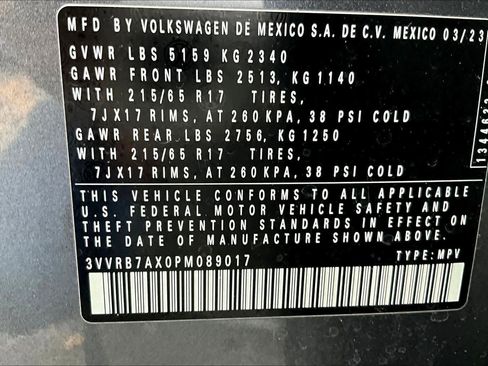 MFD BY VOLKSWAGEN DE MEXICO S.A. DE C.V. MEXICO 03/23
GVWR LBS 5159 KG 2340
GAWR FRONT LBS 2513, KG 1140
WITH 215/65 R17 TIRES,
7JX17 RIMS, AT 260 KPA, 38 PSI COLD
GAWR REAR LBS 2756, KG 1250
WITH 215/65 R17 TIRES,
7JX17 RIMS, AT 260 KPA, 38 PSI COLD
THIS VEHICLE CONFORMS TO ALL APPLICABLE
U.S. FEDERAL MOTOR VEHICLE SAFETY AND
THEFT PREVENTION STANDARDS IN EFFECT ON
THE DATE OF MANUFACTURE SHOWN ABOVE.
3VVRB7AX0PM089017 TYPE: MPV